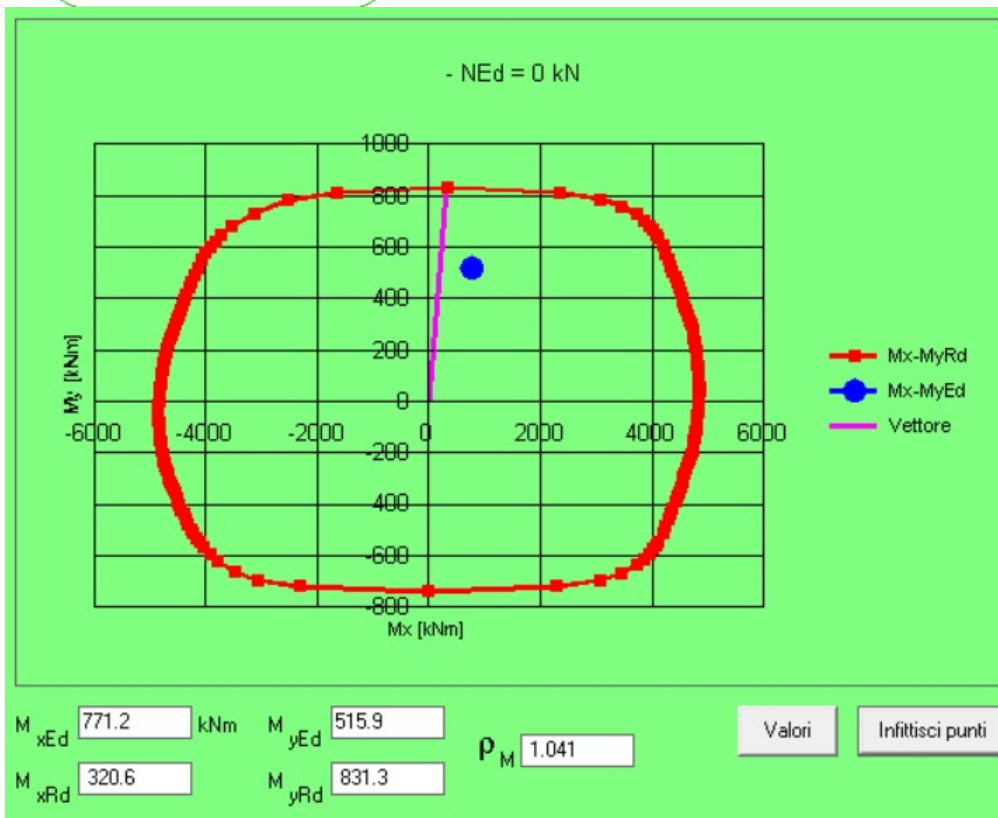 - NEd = 0 kN
1000
800
600
400
200
0
-200
-400
-600
-800
-6000 -4000 -2000 0 2000 4000 6000
My [kNm]
Mx [kNm]
Mx-MyRd
Mx-MyEd
Vettore
M xEd 771.2 kNm M yEd 515.9
M xRd 320.6 M yRd 831.3
ρM 1.041
Valori
Infittisci punti